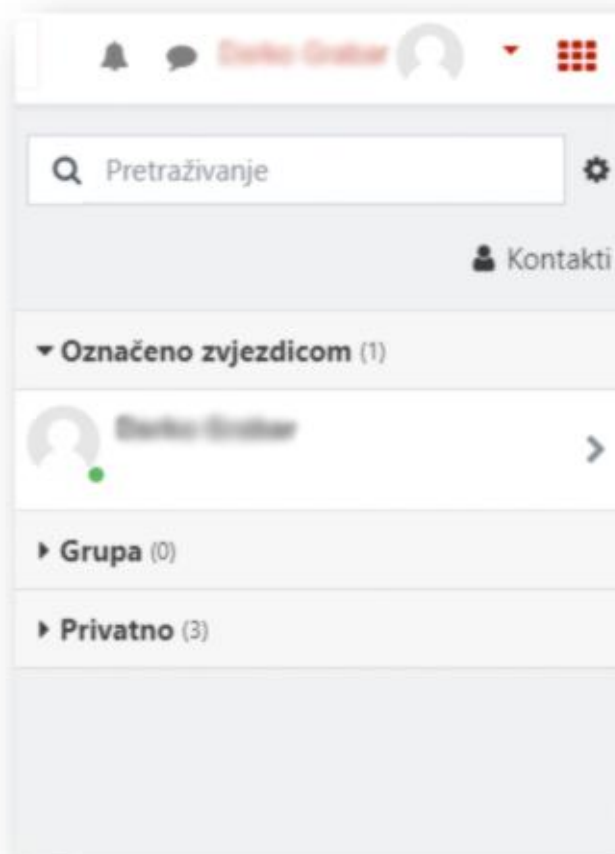 Pretraživanje
Kontakti
Označeno zvjezdicom (1)
Grupa (0)
Privatno (3)